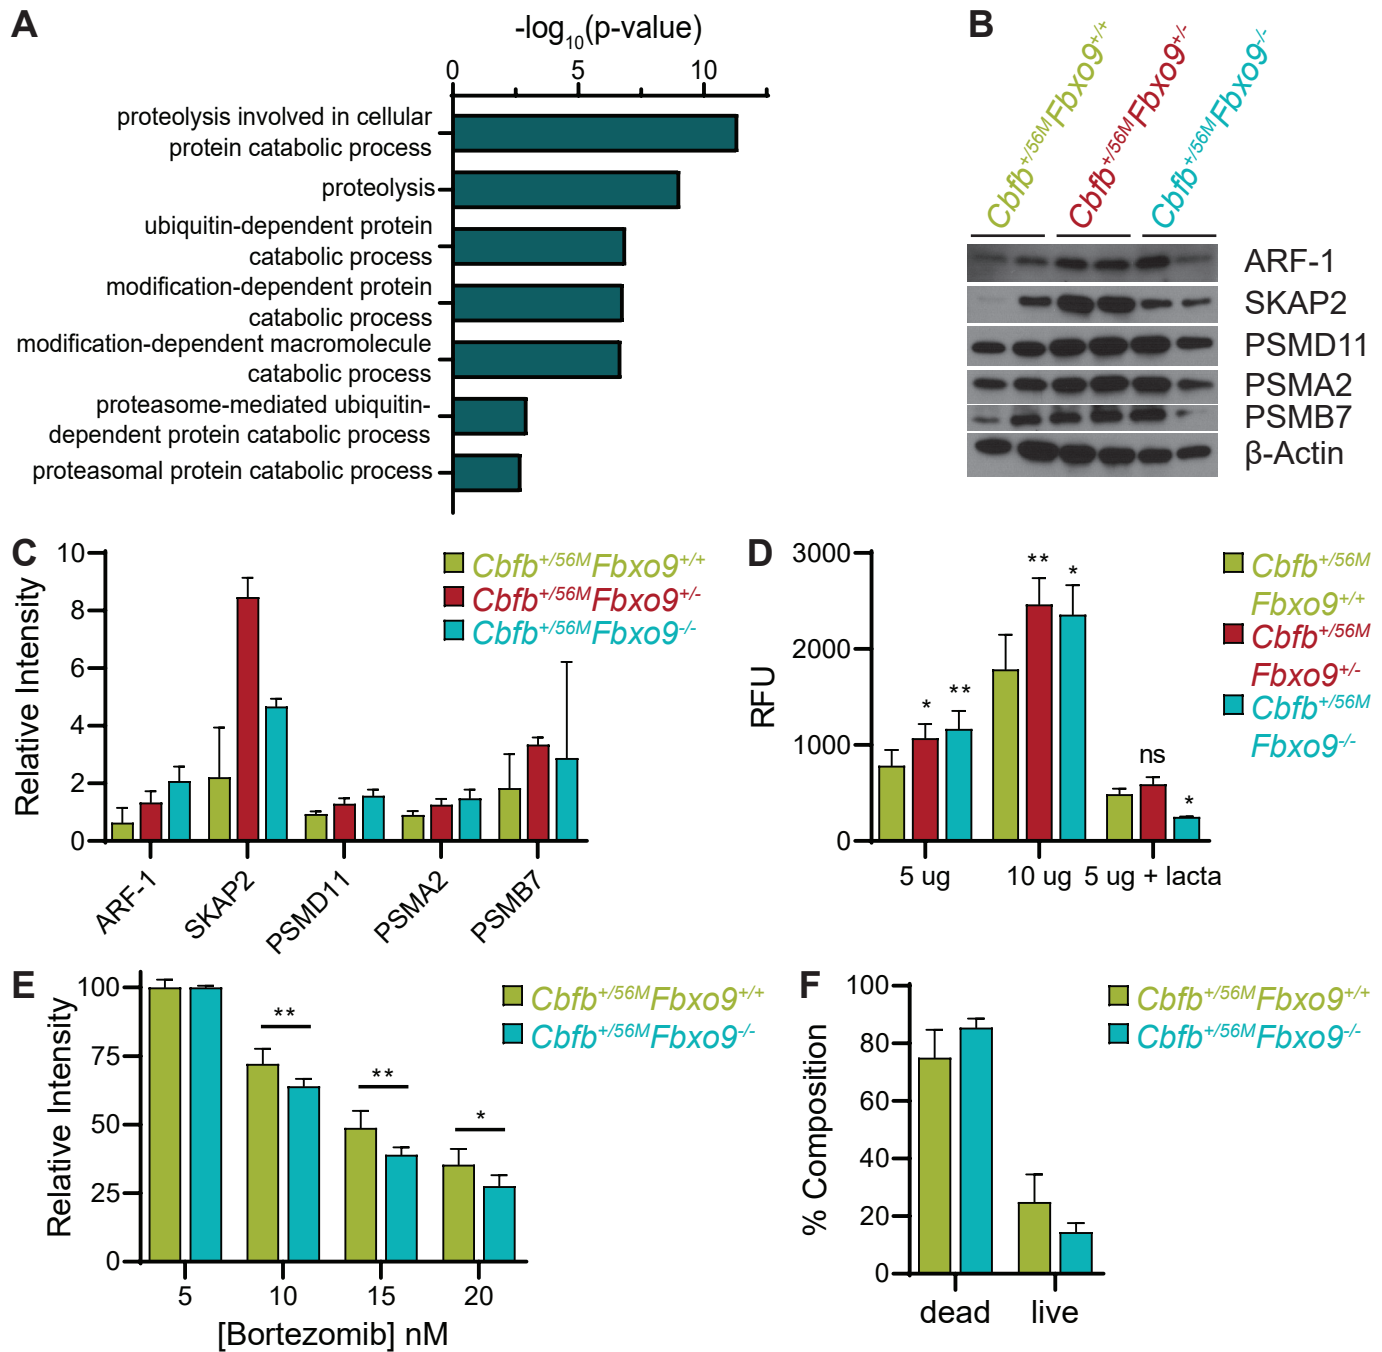 A
-log10(p-value)
0 5 10
proteolysis involved in cellular
protein catabolic process
proteolysis
ubiquitin-dependent protein
catabolic process
modification-dependent protein
catabolic process
modification-dependent macromolecule
catabolic process
proteasome-mediated ubiquitin-
dependent protein catabolic process
proteasomal protein catabolic process
B
Cbfb+/56MFbxo9+/+
Cbfb+/56MFbxo9+/-
Cbfb+/56MFbxo9-/-
ARF-1
SKAP2
PSMD11
PSMA2
PSMB7
β-Actin
C
Relative Intensity
10
8
6
4
2
0
ARF-1
SKAP2
PSMD11
PSMA2
PSMB7
Cbfb+/56MFbxo9+/+
Cbfb+/56MFbxo9+/-
Cbfb+/56MFbxo9-/-
D
RFU
3000
2000
1000
0
* ** ** * ns *
5 ug 10 ug 5 ug + lacta
Cbfb+/56M
Fbxo9+/+
Cbfb+/56M
Fbxo9+/-
Cbfb+/56M
Fbxo9-/-
E
Relative Intensity
100
75
50
25
0
** ** *
5 10 15 20
[Bortezomib] nM
Cbfb+/56MFbxo9+/+
Cbfb+/56MFbxo9-/-
F
% Composition
100
80
60
40
20
0
dead live
Cbfb+/56MFbxo9+/+
Cbfb+/56MFbxo9-/-